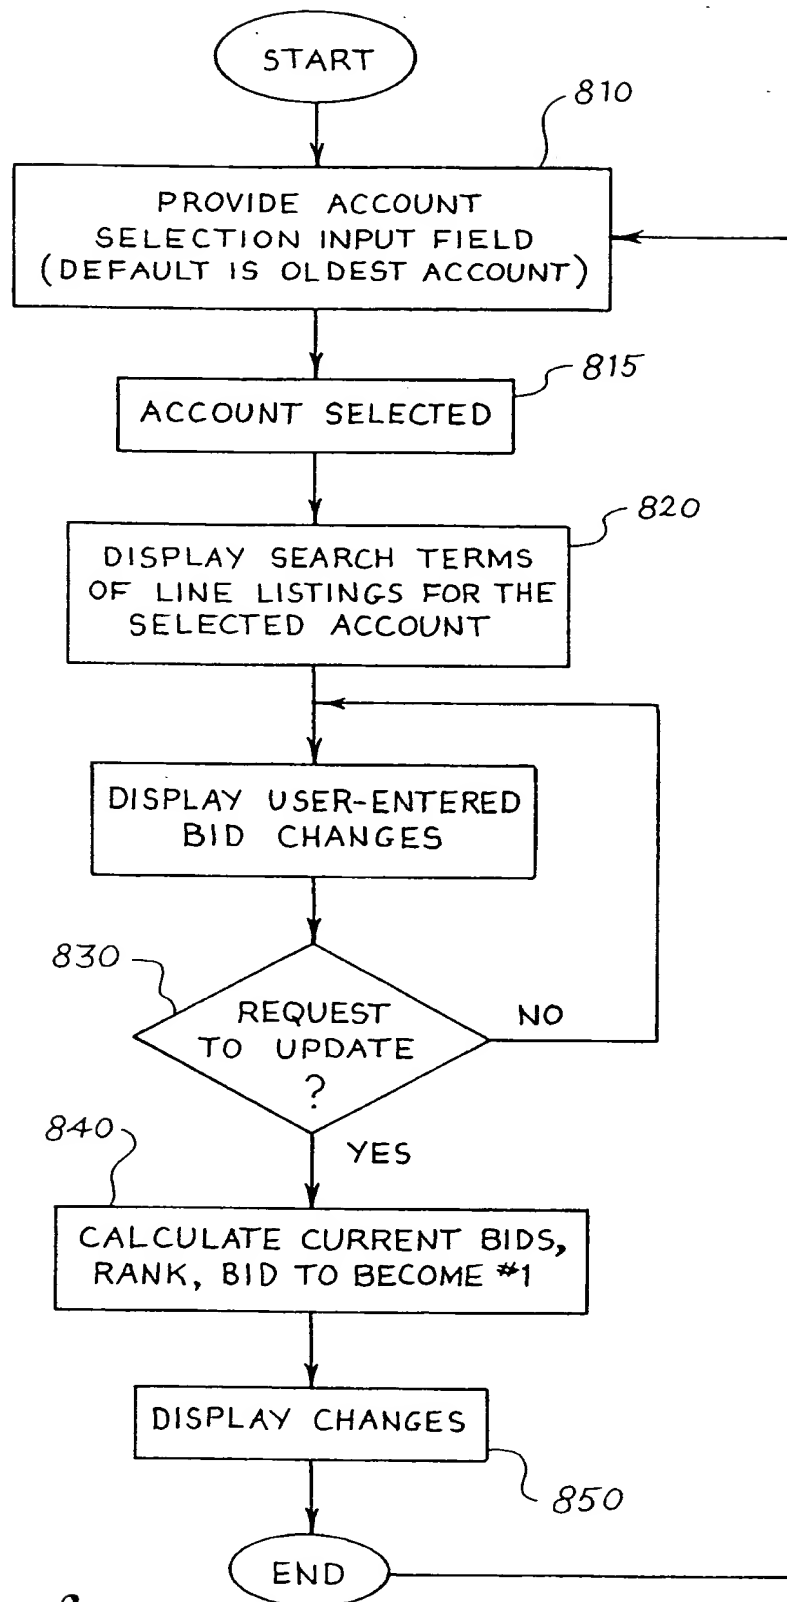 START
810
PROVIDE ACCOUNT
SELECTION INPUT FIELD
(DEFAULT IS OLDEST ACCOUNT)
815
ACCOUNT SELECTED
820
DISPLAY SEARCH TERMS
OF LINE LISTINGS FOR THE
SELECTED ACCOUNT
DISPLAY USER-ENTERED
BID CHANGES
830
REQUEST
TO UPDATE
?
NO
840
YES
CALCULATE CURRENT BIDS,
RANK, BID TO BECOME #1
DISPLAY CHANGES
850
END